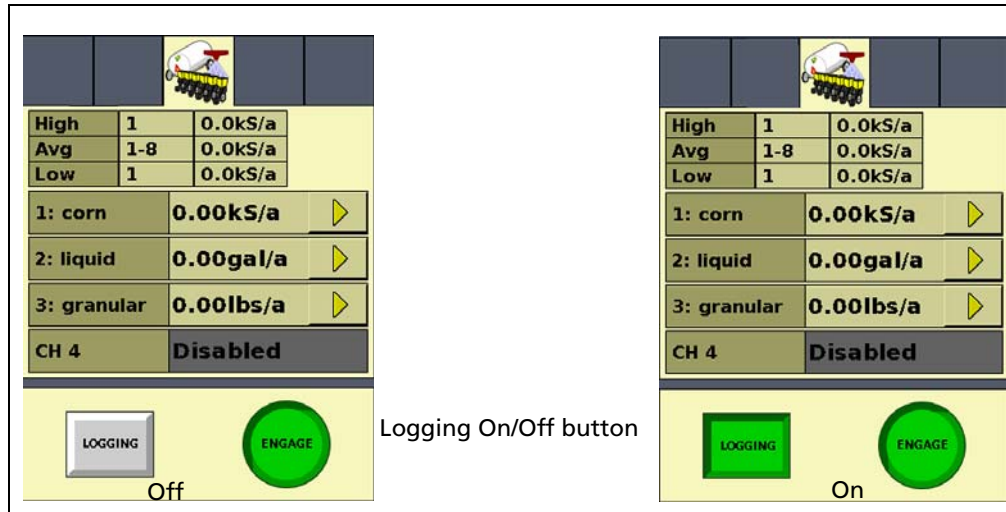 High 1 0.0kS/a
Avg 1-8 0.0kS/a
Low 1 0.0kS/a
1: corn 0.00kS/a
2: liquid 0.00gal/a
3: granular 0.00lbs/a
CH 4 Disabled
LOGGING ENGAGE
Off
Logging On/Off button
High 1 0.0kS/a
Avg 1-8 0.0kS/a
Low 1 0.0kS/a
1: corn 0.00kS/a
2: liquid 0.00gal/a
3: granular 0.00lbs/a
CH 4 Disabled
LOGGING ENGAGE
On